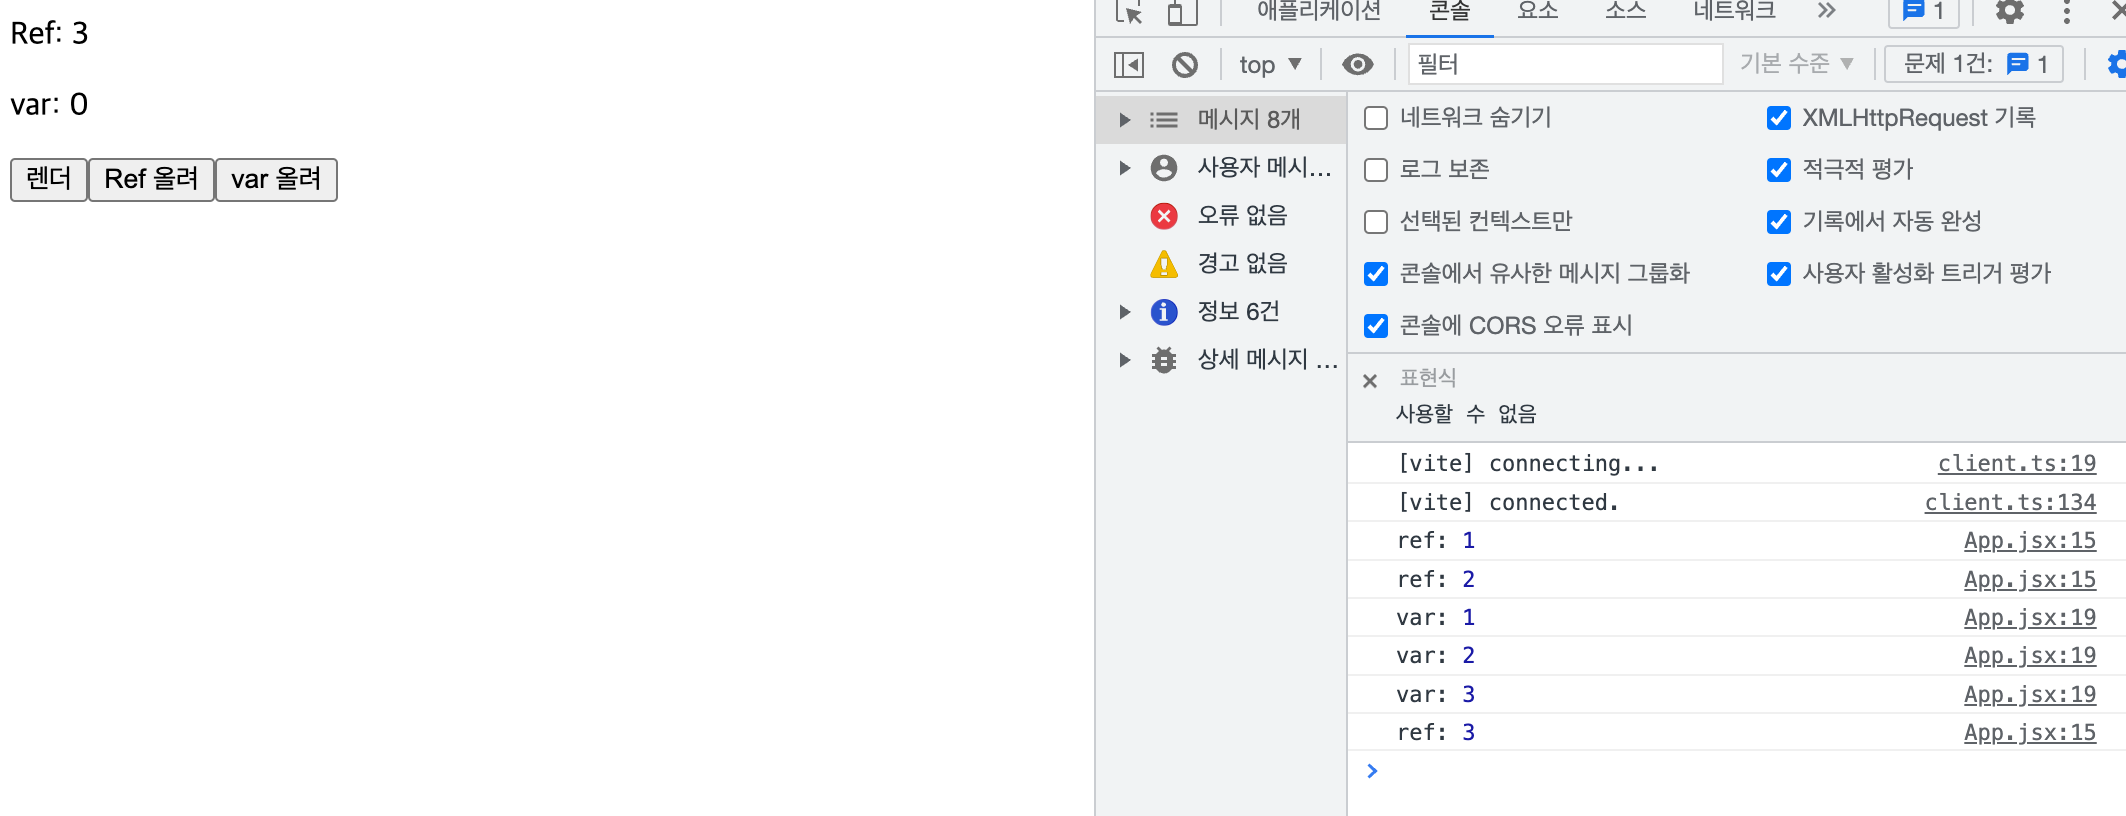 Ref: 3
var: 0
렌더 Ref 올려 var 올려
애플리케이션 콘솔 요소 소스 네트워크 1
top 필터 기본 수준 문제 1건: 1
메시지 8개
사용자 메시...
오류 없음
경고 없음
정보 6건
상세 메시지 ...
네트워크 숨기기 XMLHttpRequest 기록
로그 보존 적극적 평가
선택된 컨텍스트만 기록에서 자동 완성
콘솔에서 유사한 메시지 그룹화 사용자 활성화 트리거 평가
콘솔에 CORS 오류 표시
표현식
사용할 수 없음
[vite] connecting... client.ts:19
[vite] connected. client.ts:134
ref: 1 App.jsx:15
ref: 2 App.jsx:15
var: 1 App.jsx:19
var: 2 App.jsx:19
var: 3 App.jsx:19
ref: 3 App.jsx:15